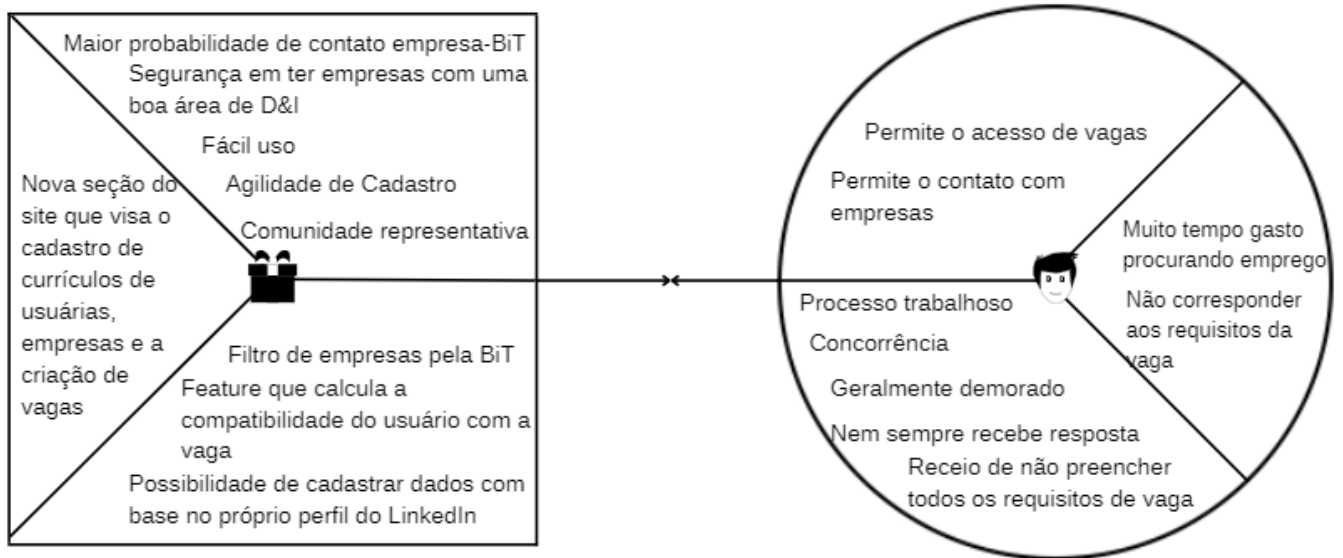 Maior probabilidade de contato empresa-BiT
Segurança em ter empresas com uma
boa área de D&I
Fácil uso
Agilidade de Cadastro
Comunidade representativa
Nova seção do
site que visa o
cadastro de
currículos de
usuárias,
empresas e a
criação de
vagas
Filtro de empresas pela BiT
Feature que calcula a
compatibilidade do usuário com a
vaga
Possibilidade de cadastrar dados com
base no próprio perfil do LinkedIn
Permite o acesso de vagas
Permite o contato com
empresas
Muito tempo gasto
procurando emprego
Não corresponder
aos requisitos da
vaga
Processo trabalhoso
Concorrência
Geralmente demorado
Nem sempre recebe resposta
Receio de não preencher
todos os requisitos de vaga